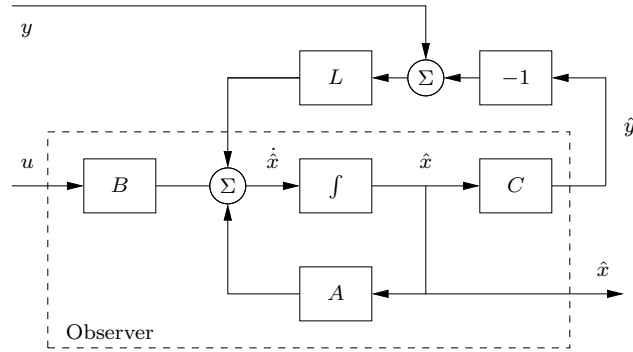 y
L
Σ
−1
ŷ
u
B
Σ
ẋ̂
∫
x̂
C
A
x̂
Observer